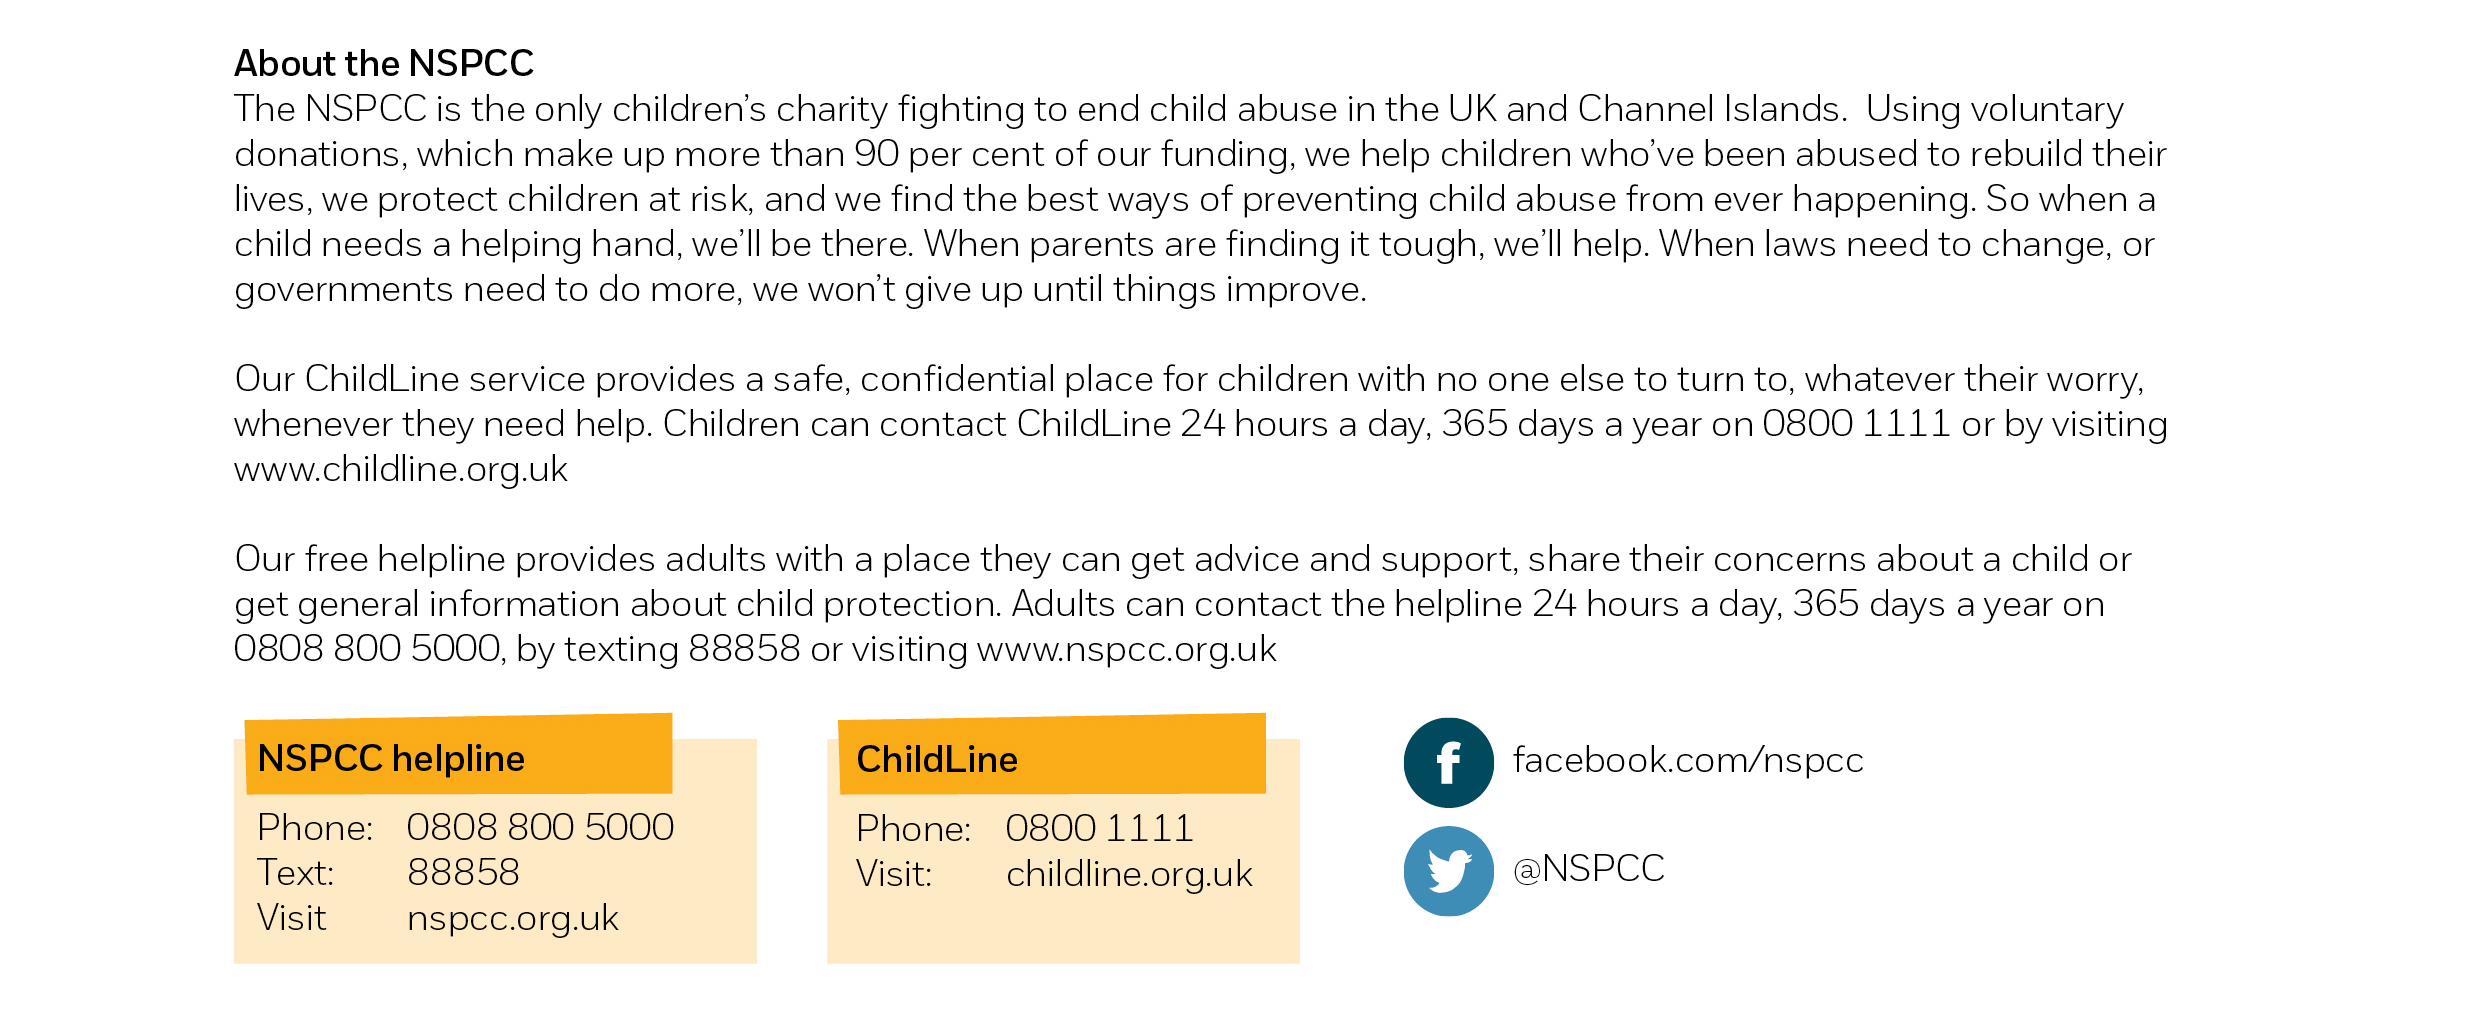 About the NSPCC
The NSPCC is the only children’s charity fighting to end child abuse in the UK and Channel Islands.  Using voluntary
donations, which make up more than 90 per cent of our funding, we help children who’ve been abused to rebuild their
lives, we protect children at risk, and we find the best ways of preventing child abuse from ever happening. So when a
child needs a helping hand, we’ll be there. When parents are finding it tough, we’ll help. When laws need to change, or
governments need to do more, we won’t give up until things improve.
Our ChildLine service provides a safe, confidential place for children with no one else to turn to, whatever their worry,
whenever they need help. Children can contact ChildLine 24 hours a day, 365 days a year on 0800 1111 or by visiting
www.childline.org.uk
Our free helpline provides adults with a place they can get advice and support, share their concerns about a child or
get general information about child protection. Adults can contact the helpline 24 hours a day, 365 days a year on
0808 800 5000, by texting 88858 or visiting www.nspcc.org.uk
NSPCC helpline
Phone: 0808 800 5000
Text: 88858
Visit nspcc.org.uk
ChildLine
Phone: 0800 1111
Visit: childline.org.uk
facebook.com/nspcc
@NSPCC